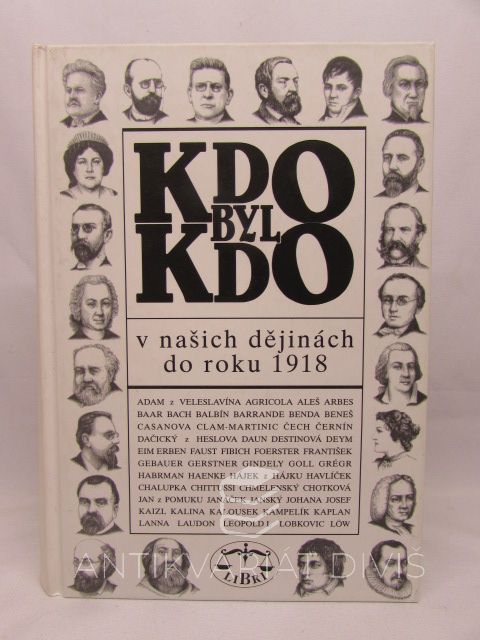 KDO
BYL
KDO
v našich dějinách
do roku 1918
ADAM z VELESLAVÍNA AGRICOLA ALEŠ ARBES
BAAR BACH BALBÍN BARRANDE BENDA BENEŠ
CASANOVA CLAM-MARTINIC ČECH ČERNÍN
DAČICKÝ z HESLOVA DAUN DESTINOVÁ DEYM
EIM ERBEN FAUST FIBICH FOERSTER FRANTIŠEK
GEBAUER GERSTNER GINDELY GOLL GRÉGR
HABRMAN HAENKE HÁJEK z HÁJKU HAVLÍČEK
CHALUPKA CHITTUSSI CHMELENSKÝ CHOTKOVÁ
JAN z POMUKU JANÁČEK JANSKÝ JOHANA JOSEF
KAIZL KALINA KALOUSEK KAMPELÍK KAPLAN
LANNA LAUDON LEOPOLD I LOBKOVIC LÖW
ANTIKVARIÁT DIVIŠ
LIBRI